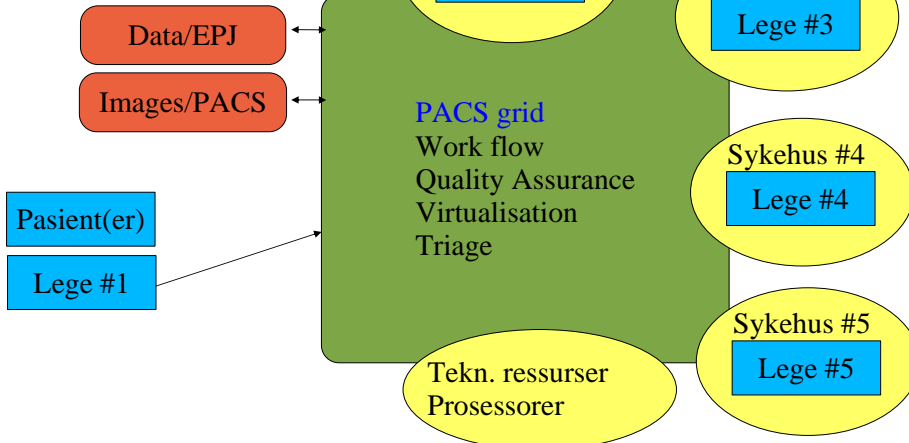 Data/EPJ
Lege #3
Images/PACS
PACS grid
Work flow
Quality Assurance
Virtualisation
Triage
Sykehus #4
Lege #4
Pasient(er)
Lege #1
Sykehus #5
Lege #5
Tekn. ressurser
Prosessorer